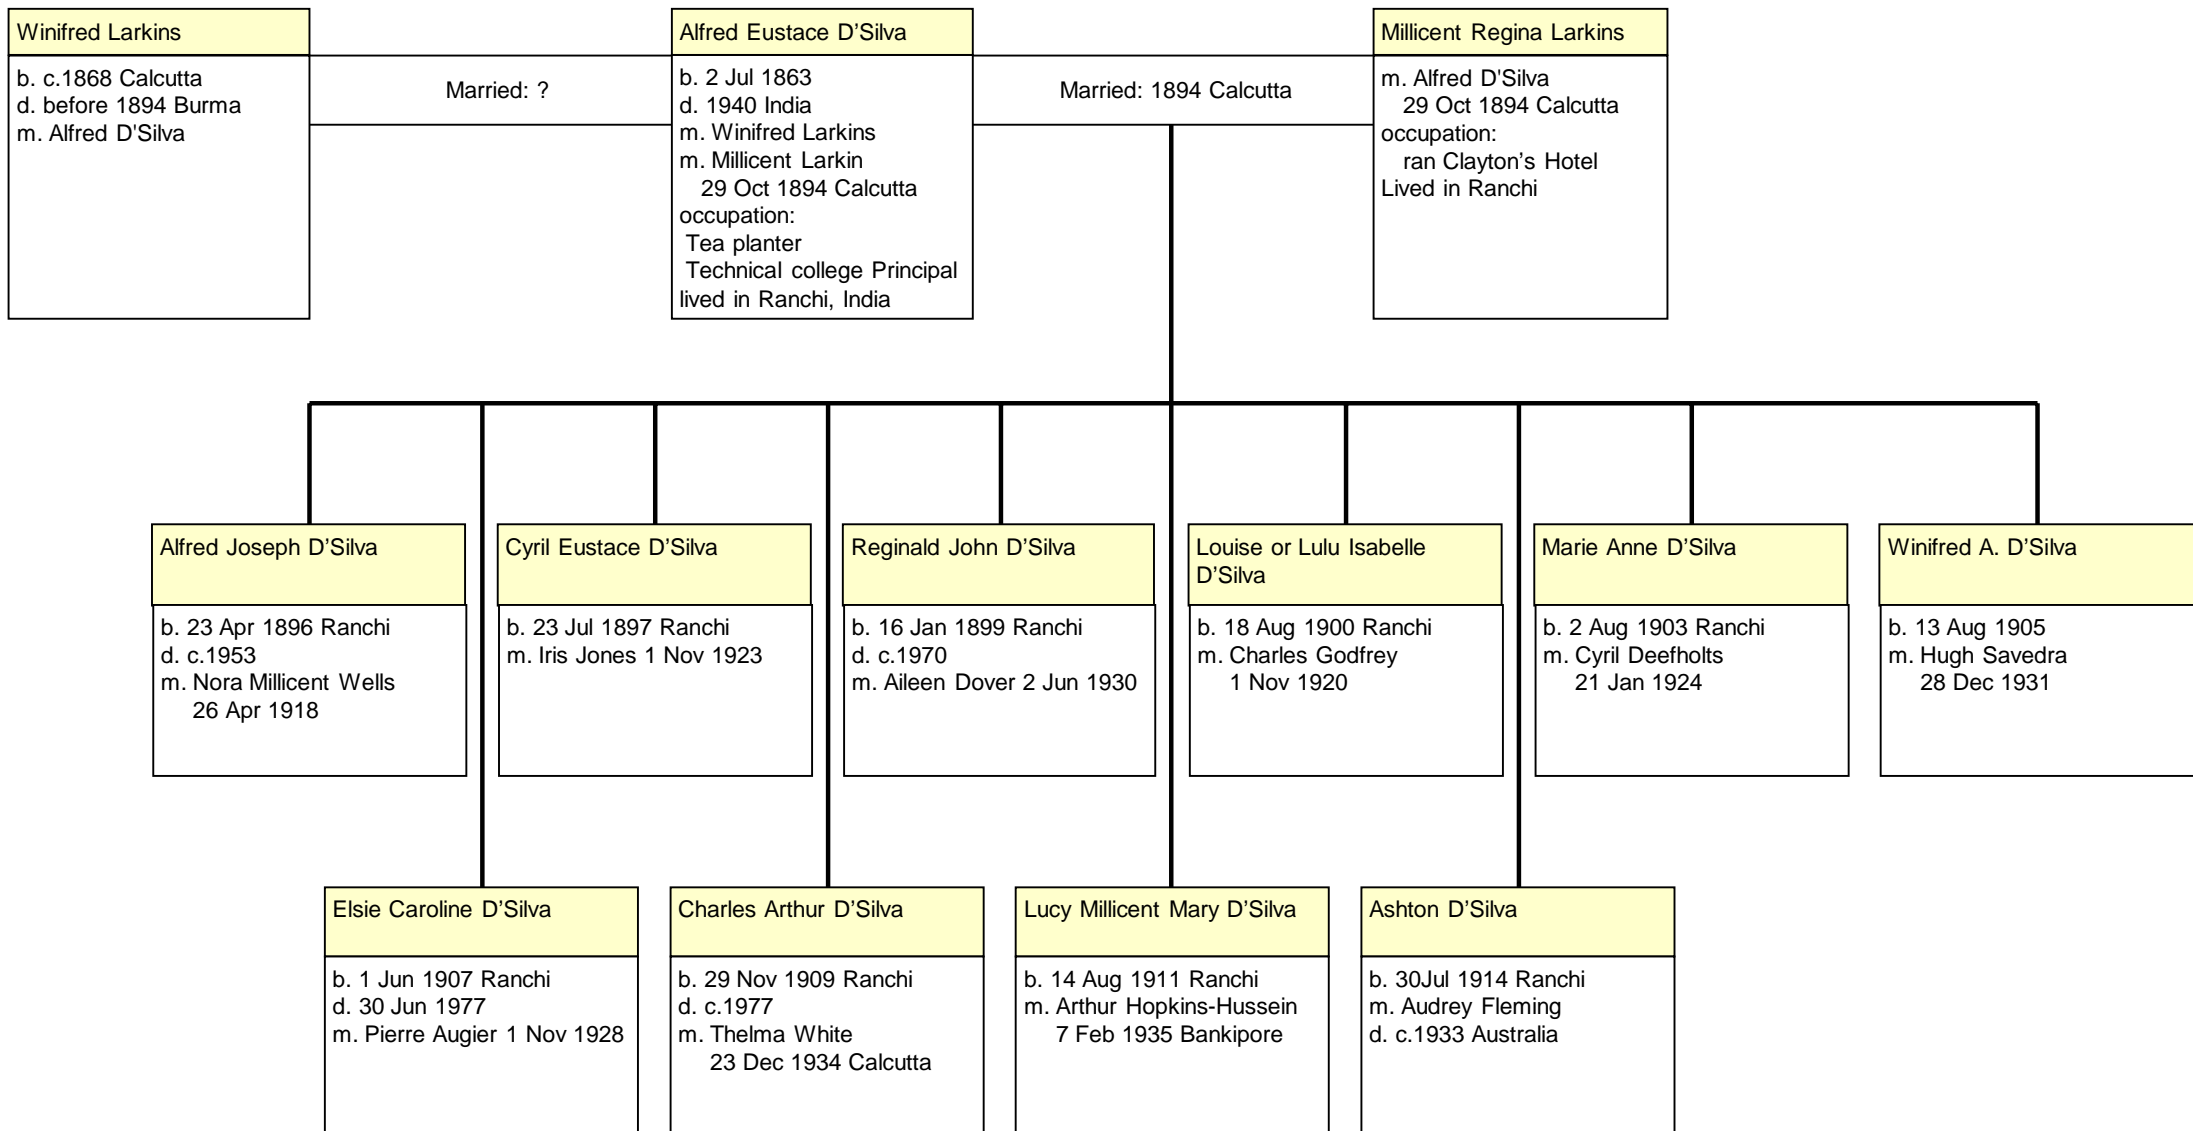 Winifred Larkins
b. c.1868 Calcutta
d. before 1894 Burma
m. Alfred D'Silva
Married: ?
Alfred Eustace D’Silva
b. 2 Jul 1863
d. 1940 India
m. Winifred Larkins
m. Millicent Larkin
29 Oct 1894 Calcutta
occupation:
Tea planter
Technical college Principal
lived in Ranchi, India
Married: 1894 Calcutta
Millicent Regina Larkins
m. Alfred D'Silva
29 Oct 1894 Calcutta
occupation:
ran Clayton’s Hotel
Lived in Ranchi
Alfred Joseph D’Silva
b. 23 Apr 1896 Ranchi
d. c.1953
m. Nora Millicent Wells
26 Apr 1918
Cyril Eustace D’Silva
b. 23 Jul 1897 Ranchi
m. Iris Jones 1 Nov 1923
Reginald John D’Silva
b. 16 Jan 1899 Ranchi
d. c.1970
m. Aileen Dover 2 Jun 1930
Louise or Lulu Isabelle
D’Silva
b. 18 Aug 1900 Ranchi
m. Charles Godfrey
1 Nov 1920
Marie Anne D’Silva
b. 2 Aug 1903 Ranchi
m. Cyril Deefholts
21 Jan 1924
Winifred A. D’Silva
b. 13 Aug 1905
m. Hugh Savedra
28 Dec 1931
Elsie Caroline D’Silva
b. 1 Jun 1907 Ranchi
d. 30 Jun 1977
m. Pierre Augier 1 Nov 1928
Charles Arthur D’Silva
b. 29 Nov 1909 Ranchi
d. c.1977
m. Thelma White
23 Dec 1934 Calcutta
Lucy Millicent Mary D’Silva
b. 14 Aug 1911 Ranchi
m. Arthur Hopkins-Hussein
7 Feb 1935 Bankipore
Ashton D’Silva
b. 30Jul 1914 Ranchi
m. Audrey Fleming
d. c.1933 Australia